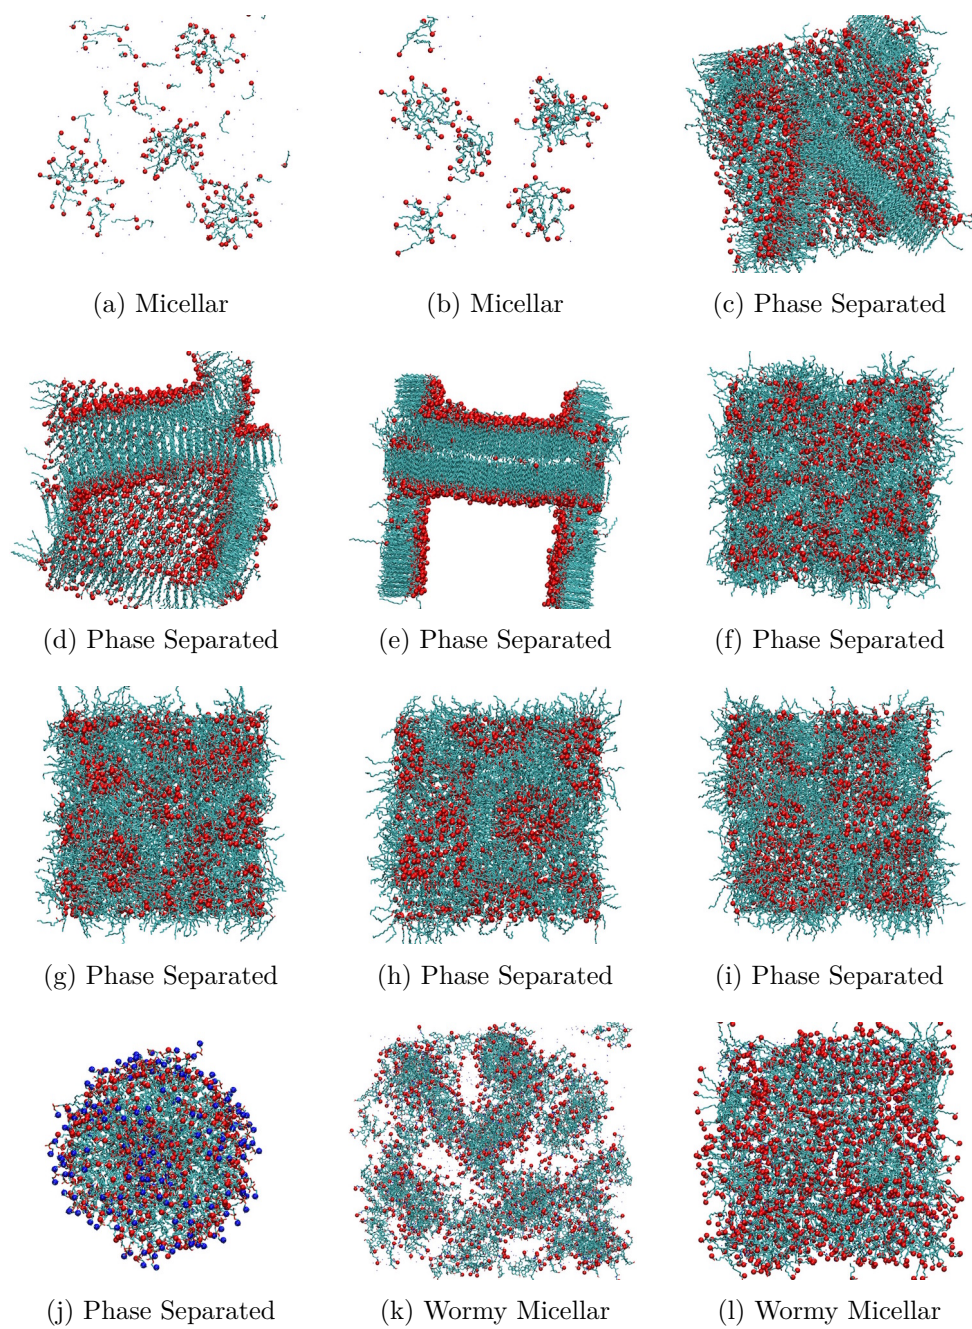 (a) Micellar
(b) Micellar
(c) Phase Separated
(d) Phase Separated
(e) Phase Separated
(f) Phase Separated
(g) Phase Separated
(h) Phase Separated
(i) Phase Separated
(j) Phase Separated
(k) Wormy Micellar
(l) Wormy Micellar